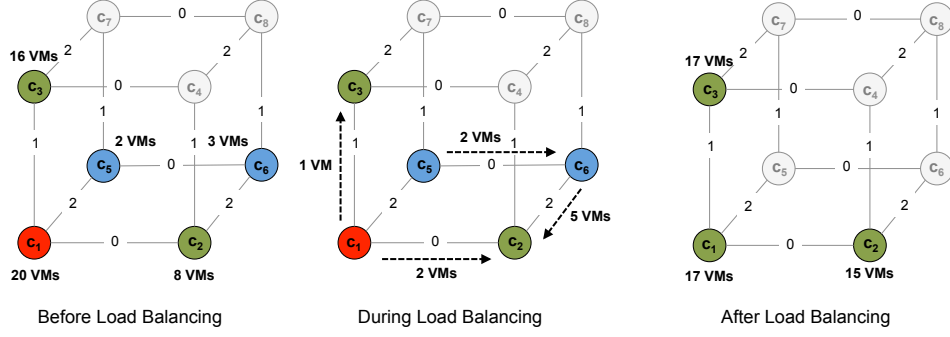 0
c7
c8
2
2
16 VMs
c3
0
c4
1
1
1
1
2 VMs
3 VMs
c5
0
c6
2
2
c1
0
c2
20 VMs
8 VMs
Before Load Balancing
0
c7
c8
2
2
c3
0
c4
1
1
1
1
2 VMs
1 VM
c5
0
c6
2
2
5 VMs
c1
0
c2
2 VMs
During Load Balancing
0
c7
c8
2
2
17 VMs
c3
0
c4
1
1
1
1
c5
0
c6
2
2
c1
0
c2
17 VMs
15 VMs
After Load Balancing